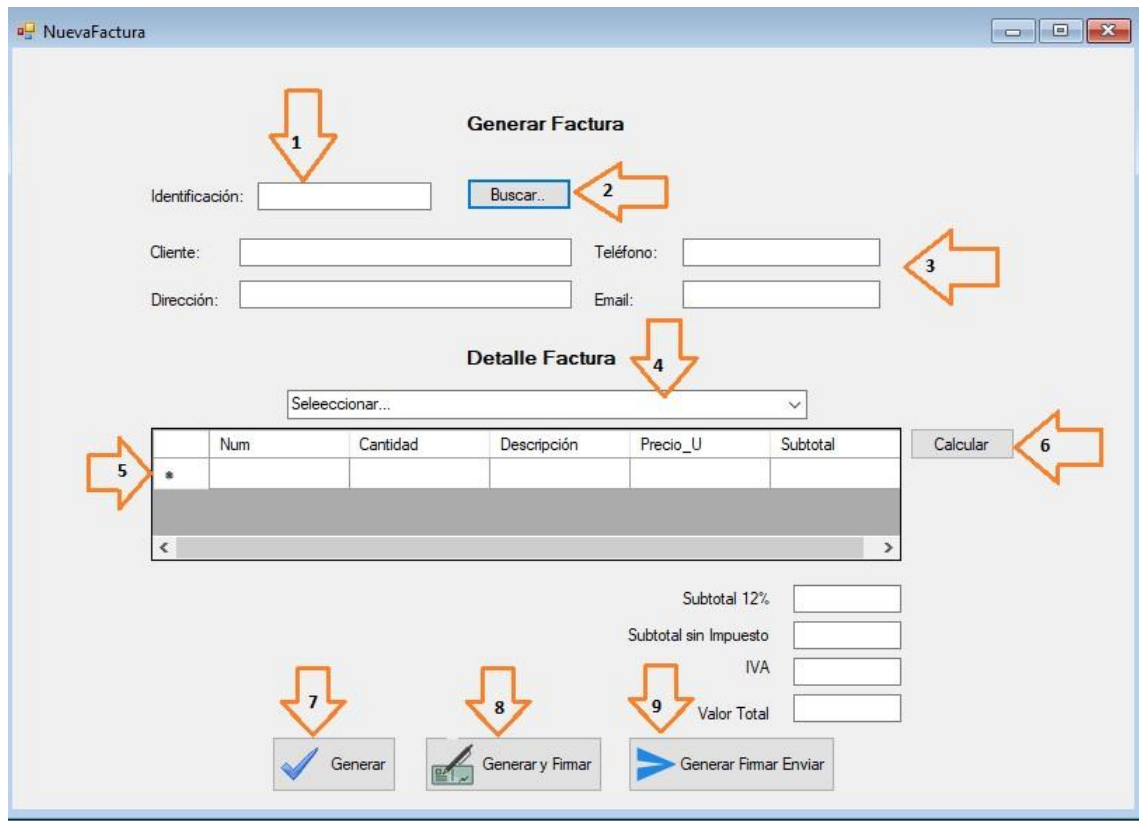 NuevaFactura
Generar Factura
1
Identificación:
Buscar..
2
Cliente:
Teléfono:
3
Dirección:
Email:
Detalle Factura
4
Seleeccionar...
Num Cantidad Descripción Precio_U Subtotal
Calcular
6
5
*
Subtotal 12%
Subtotal sin Impuesto
IVA
Valor Total
7
8
9
Generar
Generar y Firmar
Generar Firmar Enviar